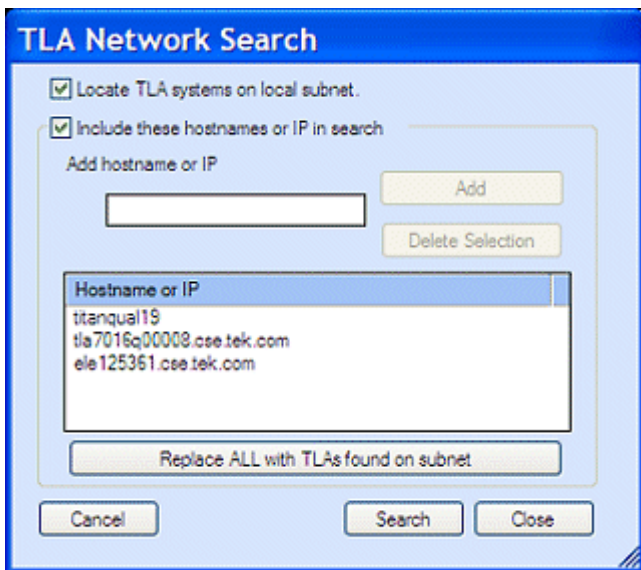 TLA Network Search
Locate TLA systems on local subnet.
Include these hostnames or IP in search
Add hostname or IP
Add
Delete Selection
Hostname or IP
titanqual19
tla7016q00008.cse.tek.com
ele125361.cse.tek.com
Replace ALL with TLAs found on subnet
Cancel
Search
Close